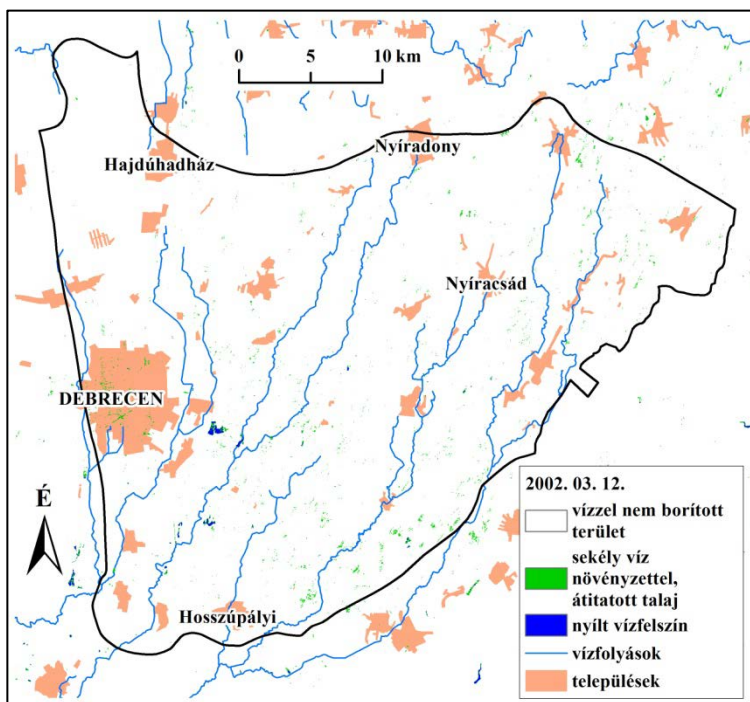 0 5 10 km
Nyíradony
Hajdúhadház
Nyíracsád
DEBRECEN
É
Hosszúpályi
2002. 03. 12.
vízzel nem borított
terület
sekély víz
növényzettel,
átitatott talaj
nyílt vízfelszín
vízfolyások
települések